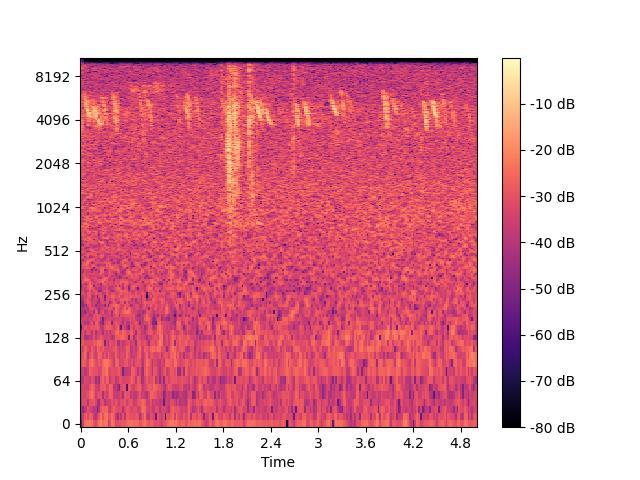 8192
4096
2048
1024
512
256
128
64
0
Hz
0 0.6 1.2 1.8 2.4 3 3.6 4.2 4.8
Time
-10 dB
-20 dB
-30 dB
-40 dB
-50 dB
-60 dB
-70 dB
-80 dB